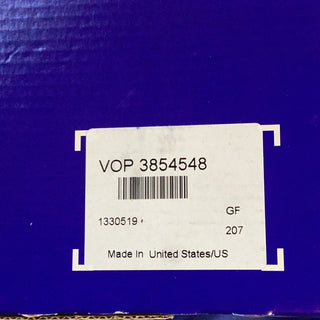 VOP 3854548
1330519 GF
207
Made In United States/US